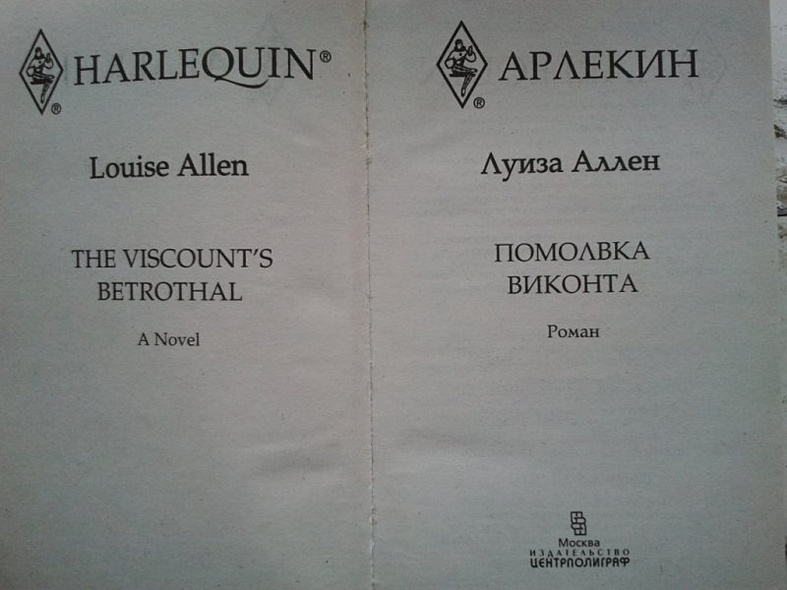 HARLEQUIN®
®
Louise Allen
THE VISCOUNT'S
BETROTHAL
A Novel
АРЛЕКИН
®
Луиза Аллен
ПОМОЛВКА
ВИКОНТА
Роман
Москва
ИЗДАТЕЛЬСТВО
ЦЕНТРПОЛИГРАФ